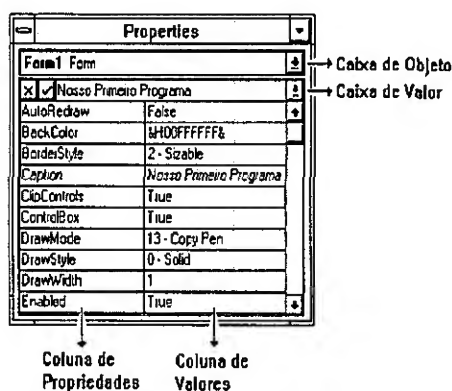 Properties
Form1 Form
Caixa de Objeto
Nosso Primeiro Programa
Caixa de Valor
AutoRedraw False
BackColor &H00FFFFFF&
BorderStyle 2 - Sizable
Caption Nosso Primeiro Programa
ClipControls True
ControlBox True
DrawMode 13 - Copy Pen
DrawStyle 0 - Solid
DrawWidth 1
Enabled True
Coluna de Propriedades
Coluna de Valores